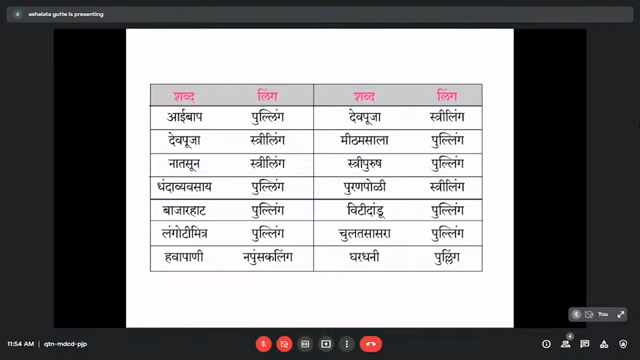 ashalata gutte is presenting
शब्द लिंग शब्द लिंग
आईबाप पुल्लिंग देवपूजा स्त्रीलिंग
देवपूजा स्त्रीलिंग मीठमसाला पुल्लिंग
नातसून स्त्रीलिंग स्त्रीपुरुष पुल्लिंग
धंदाव्यवसाय पुल्लिंग पुरणपोळी स्त्रीलिंग
बाजारहाट पुल्लिंग विटीदांडू पुल्लिंग
लंगोटीमित्र पुल्लिंग चुलतसासरा पुल्लिंग
हवापाणी नपुंसकलिंग घरधनी पुल्लिंग
You
11:54 AM qtn-mdcd-pjp